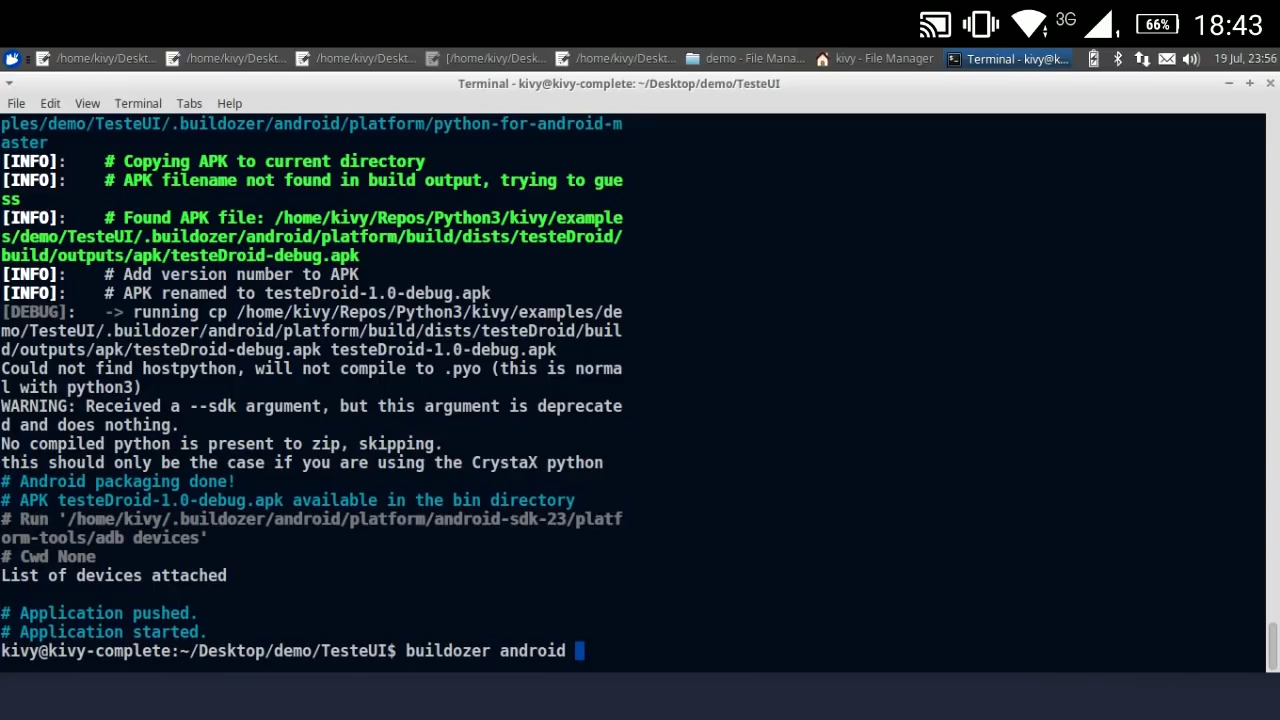 3G 66% 18:43
/home/kivy/Deskt... /home/kivy/Deskt... /home/kivy/Deskt... [/home/kivy/Desk... /home/kivy/Deskt... demo - File Mana... kivy - File Manager Terminal - kivy@k... 19 Jul, 23:56
Terminal - kivy@kivy-complete: ~/Desktop/demo/TesteUI
File Edit View Terminal Tabs Help
ples/demo/TesteUI/.buildozer/android/platform/python-for-android-m
aster
[INFO]:    # Copying APK to current directory
[INFO]:    # APK filename not found in build output, trying to gue
ss
[INFO]:    # Found APK file: /home/kivy/Repos/Python3/kivy/example
s/demo/TesteUI/.buildozer/android/platform/build/dists/testeDroid/
build/outputs/apk/testeDroid-debug.apk
[INFO]:    # Add version number to APK
[INFO]:    # APK renamed to testeDroid-1.0-debug.apk
[DEBUG]:   -> running cp /home/kivy/Repos/Python3/kivy/examples/de
mo/TesteUI/.buildozer/android/platform/build/dists/testeDroid/buil
d/outputs/apk/testeDroid-debug.apk testeDroid-1.0-debug.apk
Could not find hostpython, will not compile to .pyo (this is norma
l with python3)
WARNING: Received a --sdk argument, but this argument is deprecate
d and does nothing.
No compiled python is present to zip, skipping.
this should only be the case if you are using the CrystaX python
# Android packaging done!
# APK testeDroid-1.0-debug.apk available in the bin directory
# Run '/home/kivy/.buildozer/android/platform/android-sdk-23/platf
orm-tools/adb devices'
# Cwd None
List of devices attached
# Application pushed.
# Application started.
kivy@kivy-complete:~/Desktop/demo/TesteUI$ buildozer android